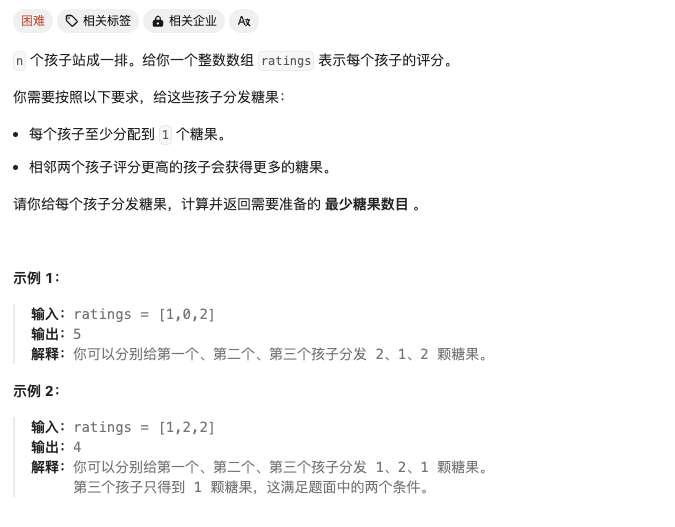 困难 相关标签 相关企业 A文
n 个孩子站成一排。给你一个整数数组 ratings 表示每个孩子的评分。
你需要按照以下要求，给这些孩子分发糖果：
• 每个孩子至少分配到 1 个糖果。
• 相邻两个孩子评分更高的孩子会获得更多的糖果。
请你给每个孩子分发糖果，计算并返回需要准备的 最少糖果数目 。
示例 1：
输入：ratings = [1,0,2]
输出：5
解释：你可以分别给第一个、第二个、第三个孩子分发 2、1、2 颗糖果。
示例 2：
输入：ratings = [1,2,2]
输出：4
解释：你可以分别给第一个、第二个、第三个孩子分发 1、2、1 颗糖果。
第三个孩子只得到 1 颗糖果，这满足题面中的两个条件。